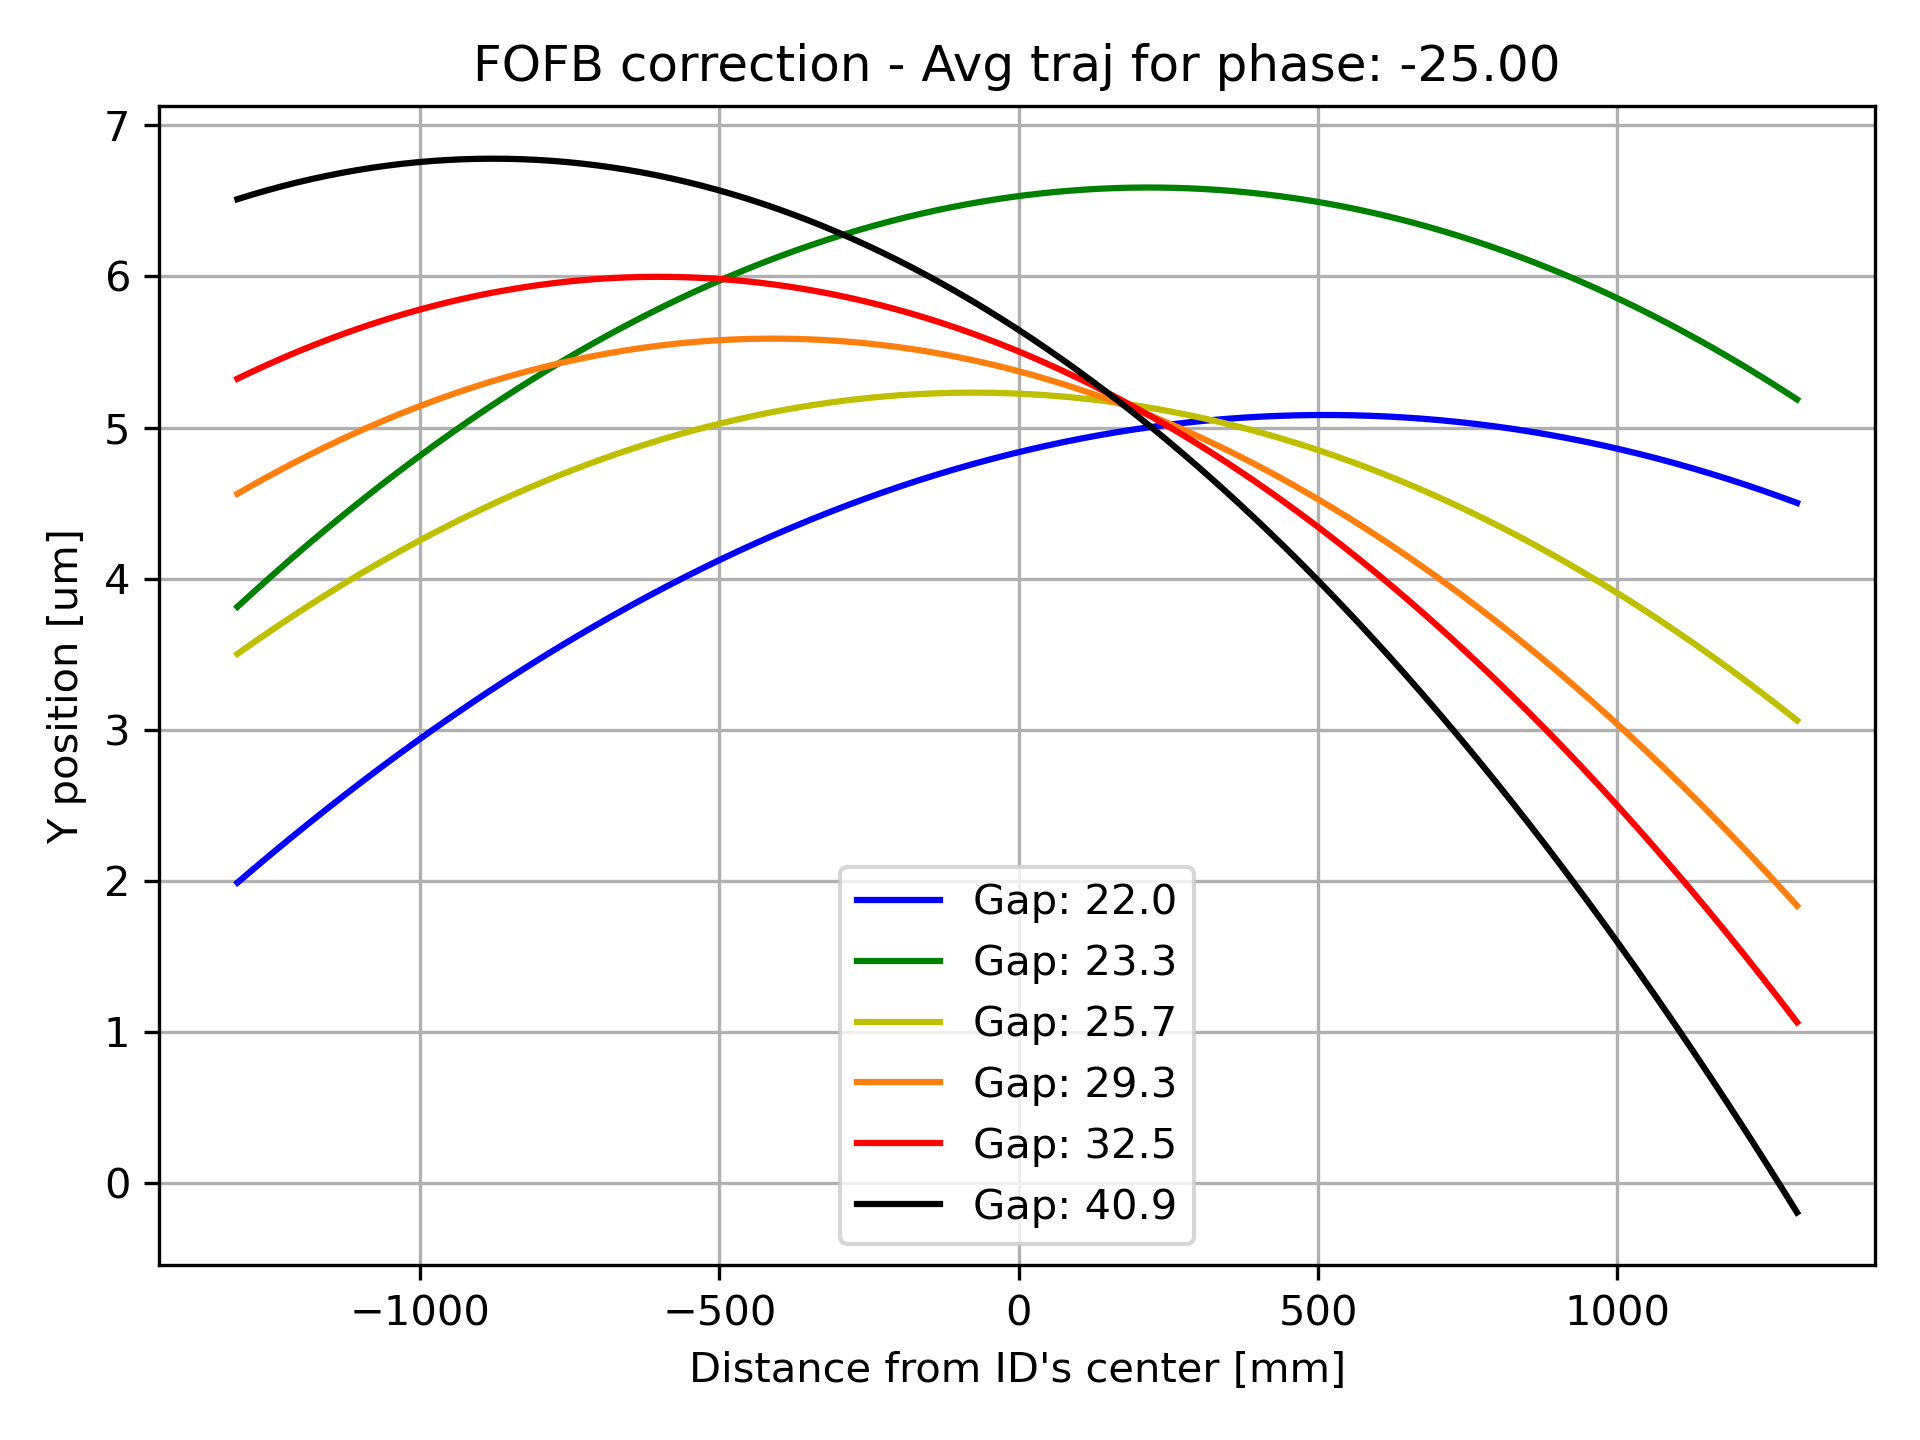 FOFB correction - Avg traj for phase: -25.00
7
6
5
4
3
2
1
0
Y position [um]
Gap: 22.0
Gap: 23.3
Gap: 25.7
Gap: 29.3
Gap: 32.5
Gap: 40.9
−1000
−500
0
500
1000
Distance from ID's center [mm]